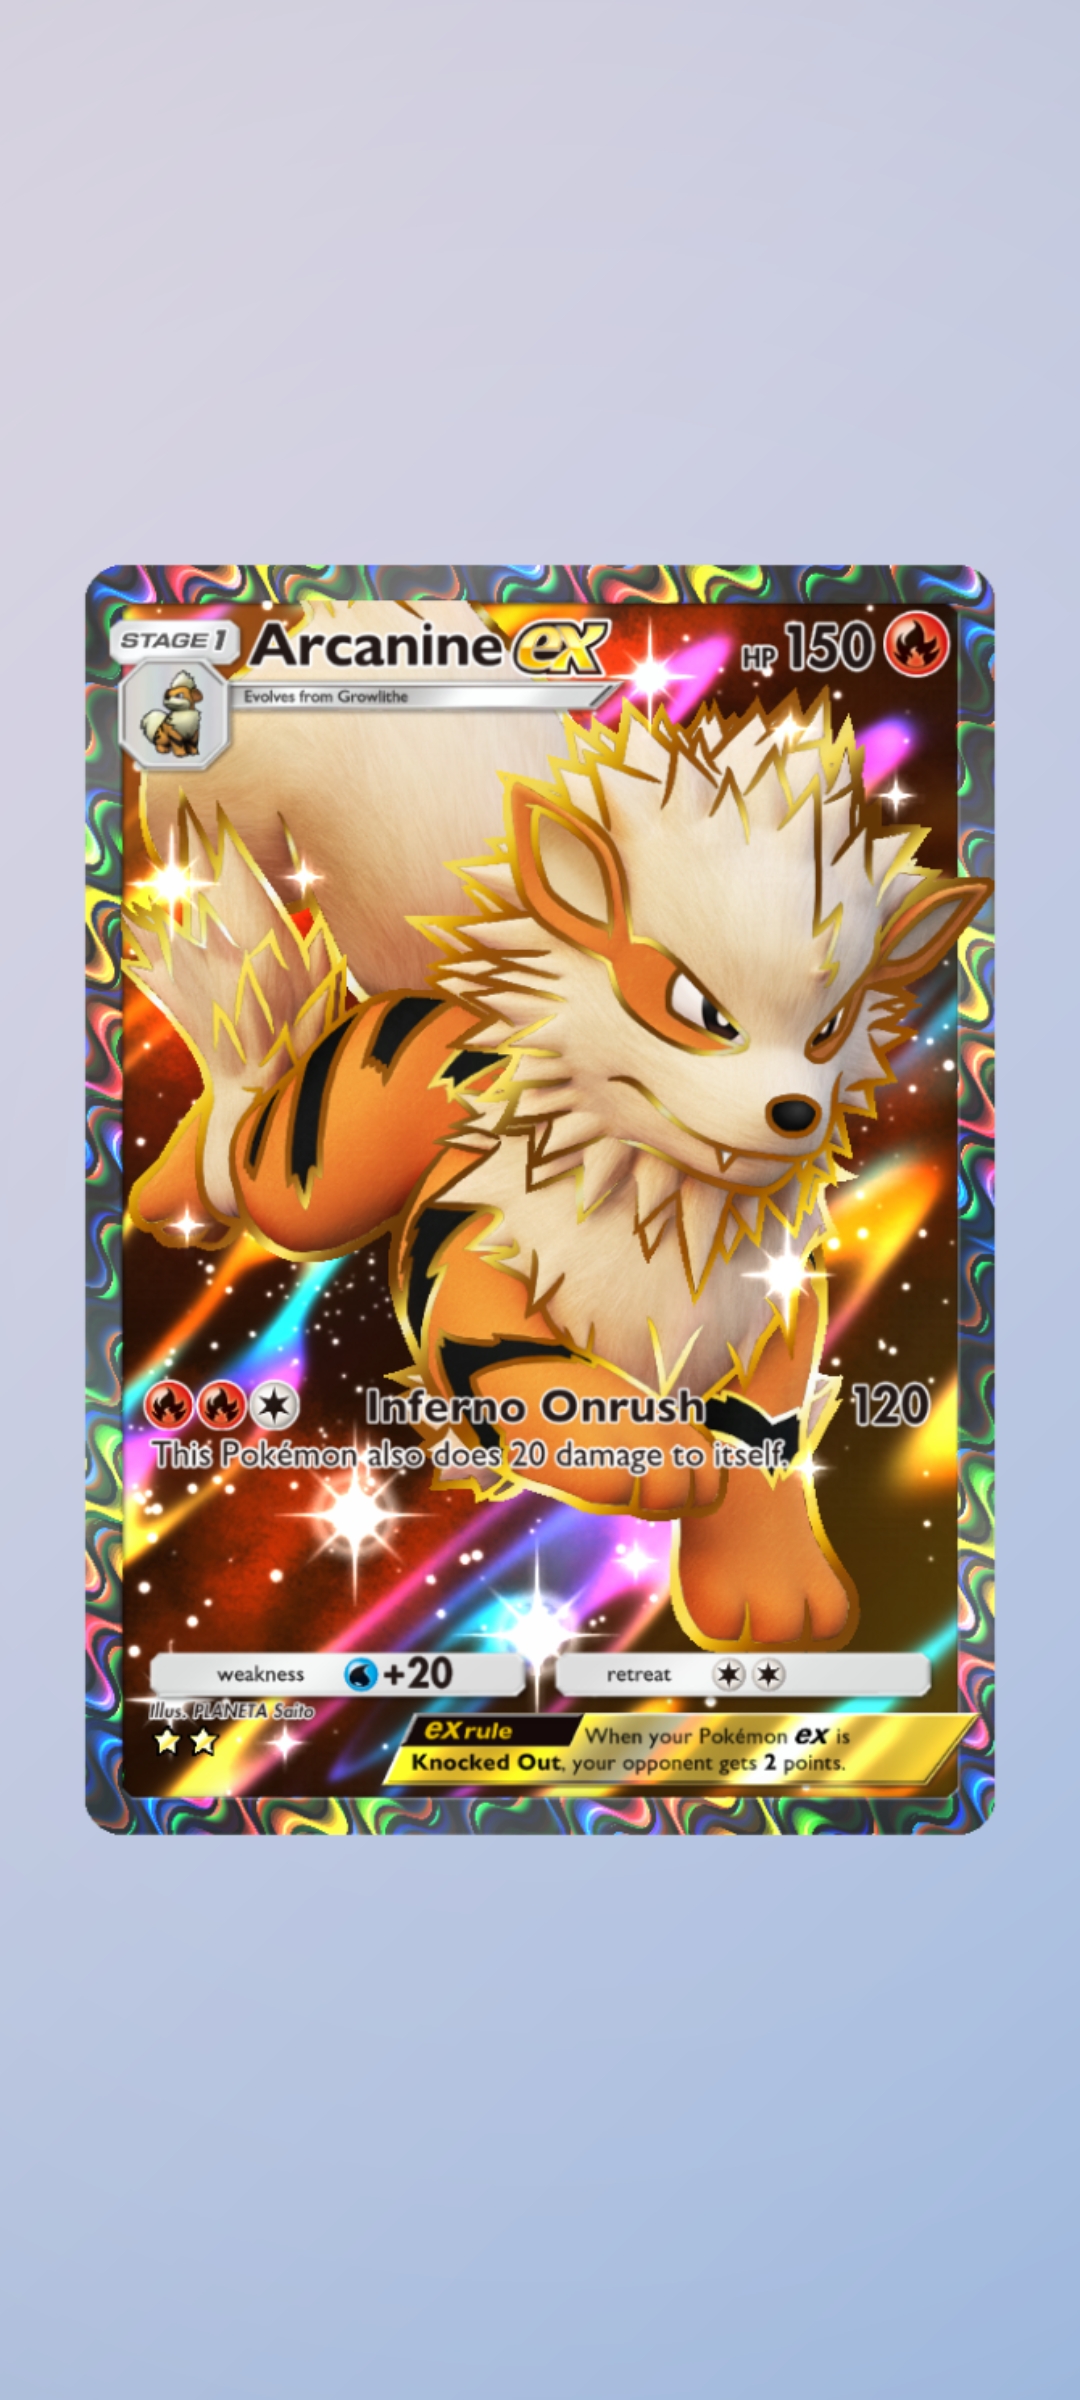 STAGE 1
Arcanine ex
HP 150
Evolves from Growlithe
Inferno Onrush 120
This Pokémon also does 20 damage to itself.
weakness +20
retreat
Illus. PLANETA Saito
ex rule When your Pokémon ex is
Knocked Out, your opponent gets 2 points.